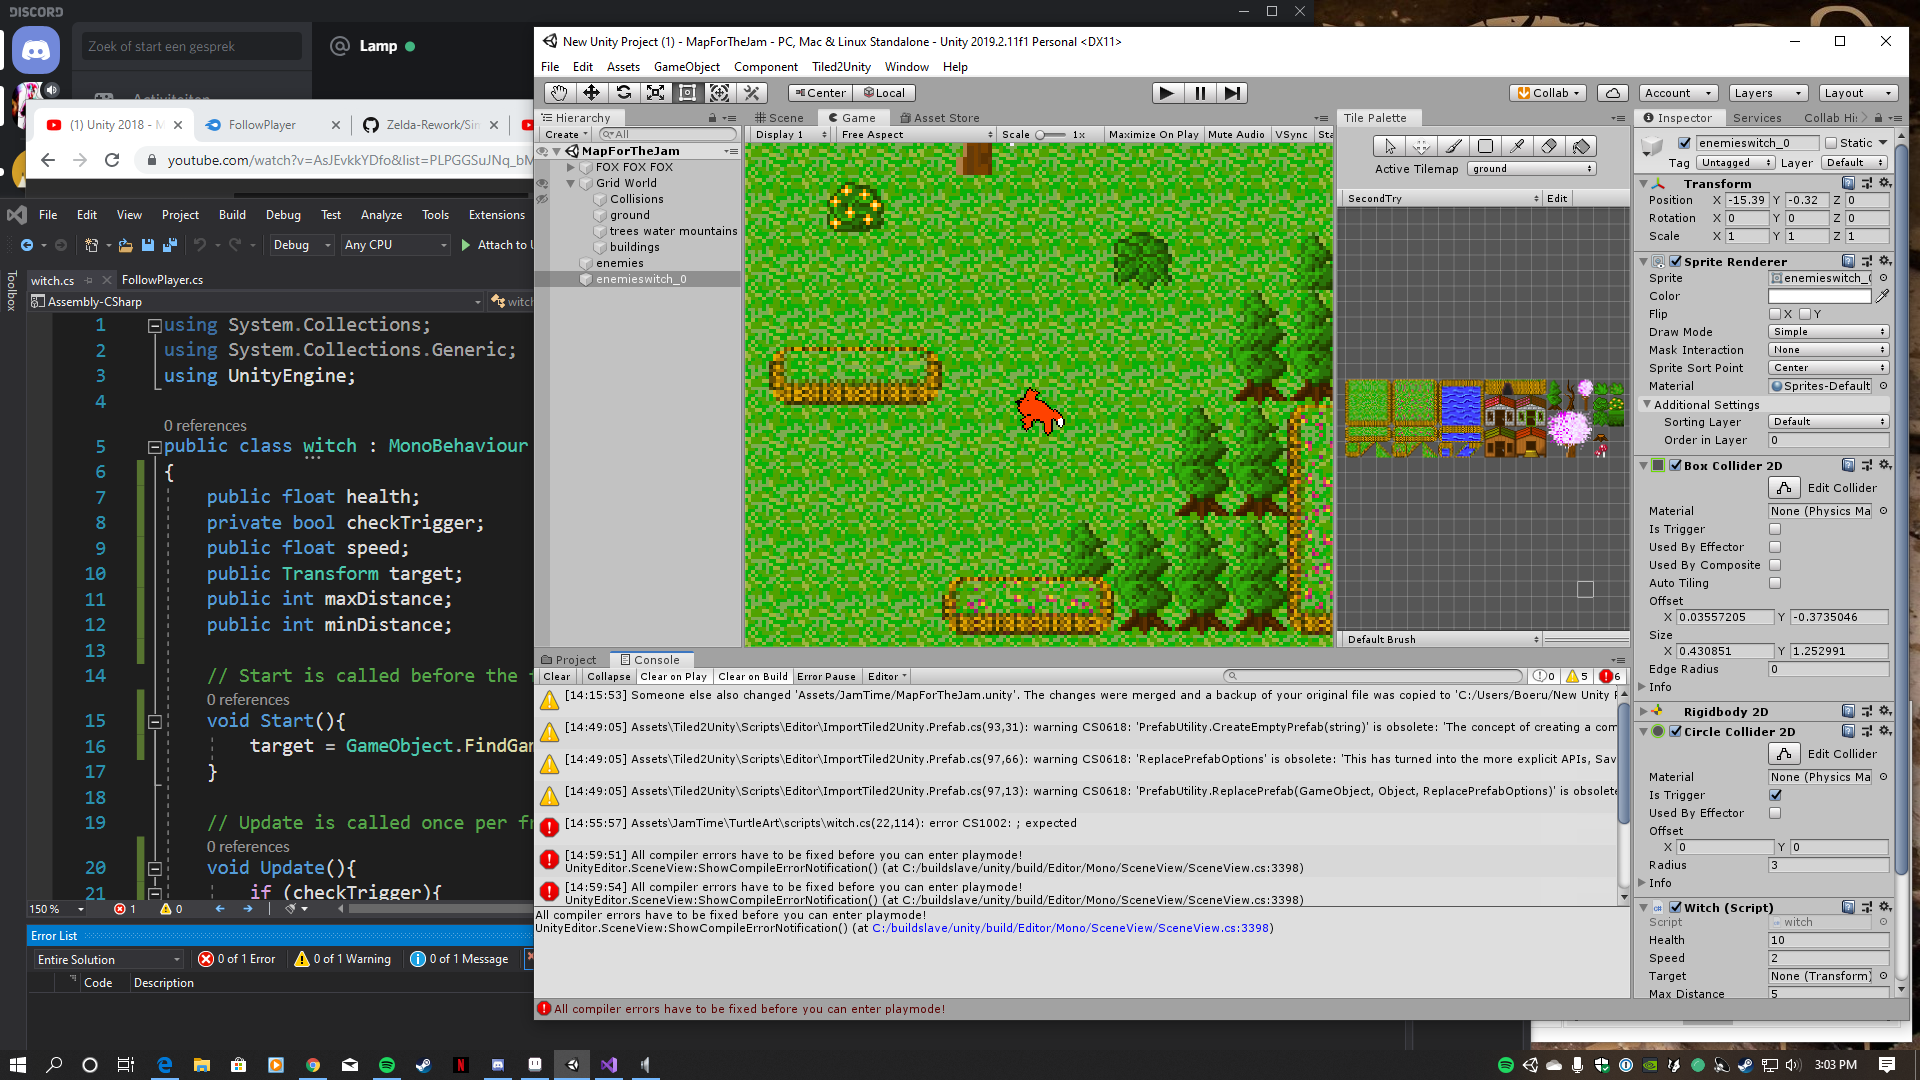 DISCORD
Zoek of start een gesprek
@ Lamp
New Unity Project (1) - MapForTheJam - PC, Mac & Linux Standalone - Unity 2019.2.11f1 Personal <DX11>
File Edit Assets GameObject Component Tiled2Unity Window Help
Center Local
Collab Account Layers Layout
(1) Unity 2018 - M
FollowPlayer
Zelda-Rework/Sin
youtube.com/watch?v=AsJEvkkYDfo&list=PLPGGSuJNq_bM
File Edit View Project Build Debug Test Analyze Tools Extensions
Debug Any CPU Attach to U
Toolbox
witch.cs
FollowPlayer.cs
Assembly-CSharp
witch
1 using System.Collections;
2 using System.Collections.Generic;
3 using UnityEngine;
4
0 references
5 public class witch : MonoBehaviour
6 {
7 public float health;
8 private bool checkTrigger;
9 public float speed;
10 public Transform target;
11 public int maxDistance;
12 public int minDistance;
13
14 // Start is called before the f
0 references
15 void Start(){
16 target = GameObject.FindGam
17 }
18
19 // Update is called once per fr
0 references
20 void Update(){
21 if (checkTrigger){
150 %
1
0
Error List
Entire Solution
0 of 1 Error
0 of 1 Warning
0 of 1 Message
Code Description
Hierarchy
Create
All
MapForTheJam
FOX FOX FOX
Grid World
Collisions
ground
trees water mountains
buildings
enemies
enemieswitch_0
Scene Game Asset Store
Display 1 Free Aspect Scale 1x Maximize On Play Mute Audio VSync Sta
Tile Palette
Active Tilemap ground
SecondTry Edit
Default Brush
Inspector Services Collab His
enemieswitch_0 Static
Tag Untagged Layer Default
Transform
Position X -15.39 Y -0.32 Z 0
Rotation X 0 Y 0 Z 0
Scale X 1 Y 1 Z 1
Sprite Renderer
Sprite enemieswitch_
Color
Flip X Y
Draw Mode Simple
Mask Interaction None
Sprite Sort Point Center
Material Sprites-Default
Additional Settings
Sorting Layer Default
Order in Layer 0
Box Collider 2D
Edit Collider
Material None (Physics Ma
Is Trigger
Used By Effector
Used By Composite
Auto Tiling
Offset
X 0.03557205 Y -0.3735046
Size
X 0.430851 Y 1.252991
Edge Radius 0
Info
Rigidbody 2D
Circle Collider 2D
Edit Collider
Material None (Physics Ma
Is Trigger
Used By Effector
Offset
X 0 Y 0
Radius 3
Info
Witch (Script)
Script witch
Health 10
Speed 2
Target None (Transform)
Max Distance 5
Project Console
Clear Collapse Clear on Play Clear on Build Error Pause Editor
0 5 6
[14:15:53] Someone else also changed 'Assets/JamTime/MapForTheJam.unity'. The changes were merged and a backup of your original file was copied to 'C:/Users/Boeru/New Unity P
[14:49:05] Assets\Tiled2Unity\Scripts\Editor\ImportTiled2Unity.Prefab.cs(93,31): warning CS0618: 'PrefabUtility.CreateEmptyPrefab(string)' is obsolete: 'The concept of creating a com
[14:49:05] Assets\Tiled2Unity\Scripts\Editor\ImportTiled2Unity.Prefab.cs(97,66): warning CS0618: 'ReplacePrefabOptions' is obsolete: 'This has turned into the more explicit APIs, Sav
[14:49:05] Assets\Tiled2Unity\Scripts\Editor\ImportTiled2Unity.Prefab.cs(97,13): warning CS0618: 'PrefabUtility.ReplacePrefab(GameObject, Object, ReplacePrefabOptions)' is obsolete
[14:55:57] Assets\JamTime\TurtleArt\scripts\witch.cs(22,114): error CS1002: ; expected
[14:59:51] All compiler errors have to be fixed before you can enter playmode!
UnityEditor.SceneView:ShowCompileErrorNotification() (at C:/buildslave/unity/build/Editor/Mono/SceneView/SceneView.cs:3398)
[14:59:54] All compiler errors have to be fixed before you can enter playmode!
UnityEditor.SceneView:ShowCompileErrorNotification() (at C:/buildslave/unity/build/Editor/Mono/SceneView/SceneView.cs:3398)
All compiler errors have to be fixed before you can enter playmode!
UnityEditor.SceneView:ShowCompileErrorNotification() (at C:/buildslave/unity/build/Editor/Mono/SceneView/SceneView.cs:3398)
All compiler errors have to be fixed before you can enter playmode!
3:03 PM